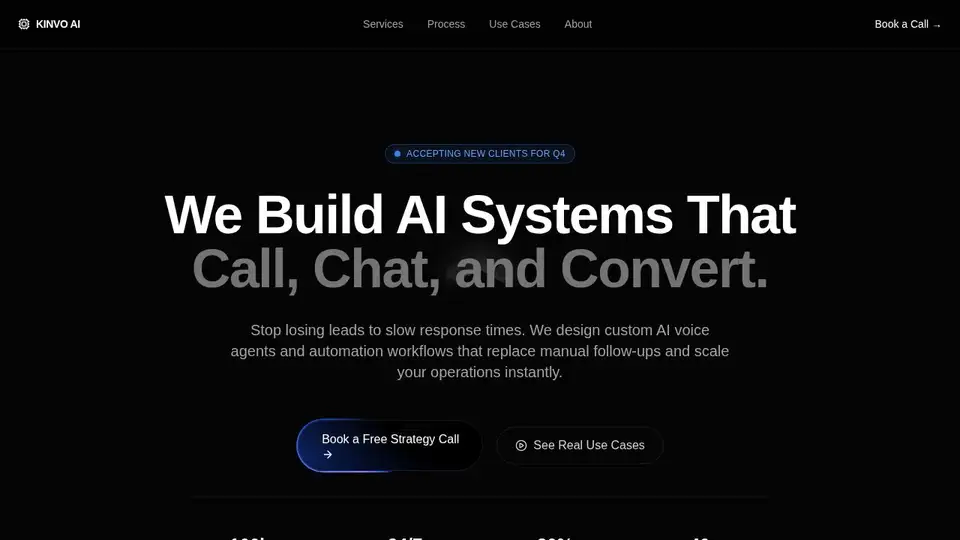 KINVO AI
Services
Process
Use Cases
About
Book a Call →
ACCEPTING NEW CLIENTS FOR Q4
We Build AI Systems That
Call, Chat, and Convert.
Stop losing leads to slow response times. We design custom AI voice
agents and automation workflows that replace manual follow-ups and scale
your operations instantly.
Book a Free Strategy Call
→
See Real Use Cases